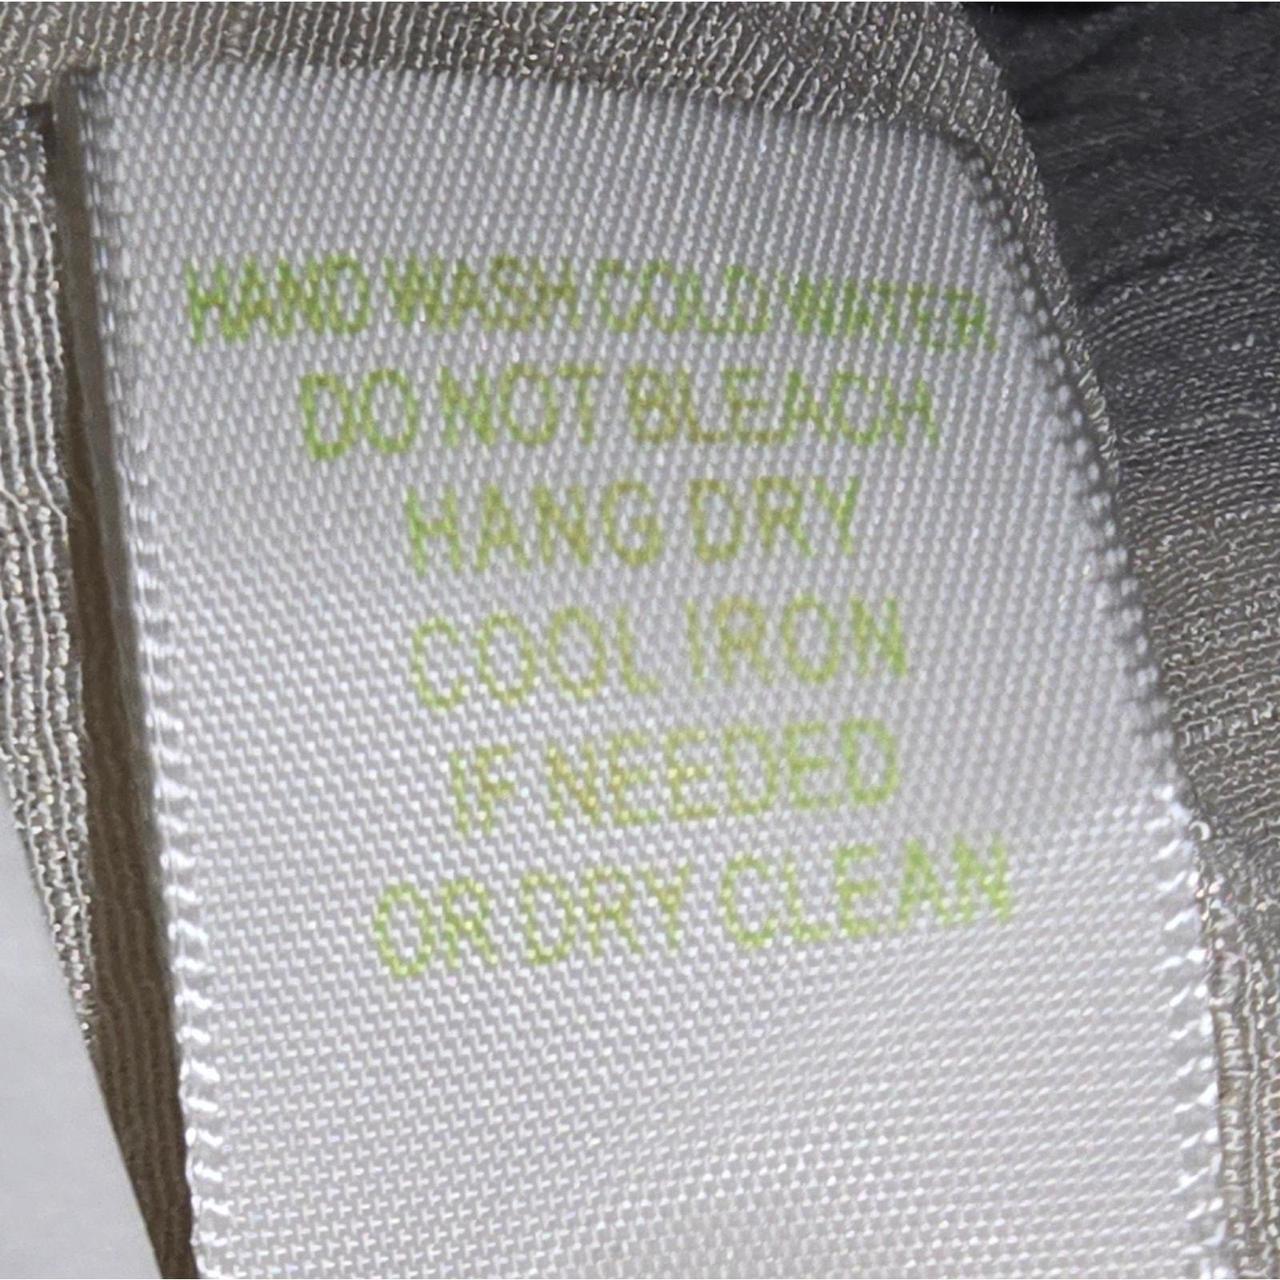 HAND WASH COLD WATER
DO NOT BLEACH
HANG DRY
COOL IRON
IF NEEDED
OR DRY CLEAN